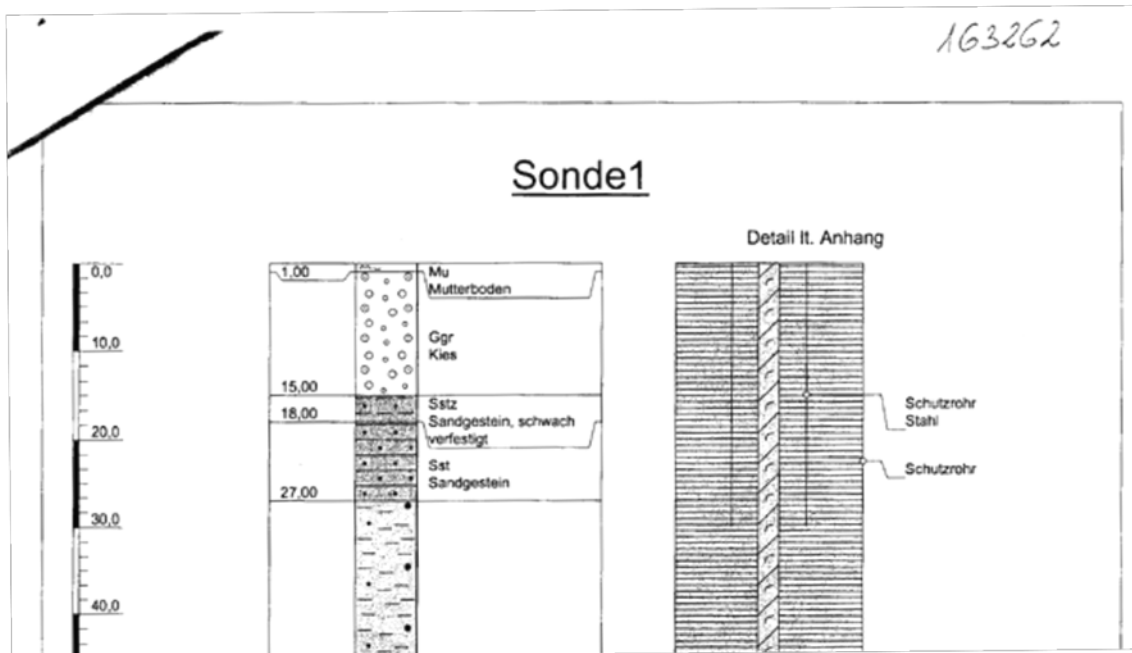 163262
Sonde1
Detail lt. Anhang
0,0
10,0
20,0
30,0
40,0
1,00
15,00
18,00
27,00
Mu
Mutterboden
Ggr
Kies
Sstz
Sandgestein, schwach
verfestigt
Sst
Sandgestein
Schutzrohr
Stahl
Schutzrohr